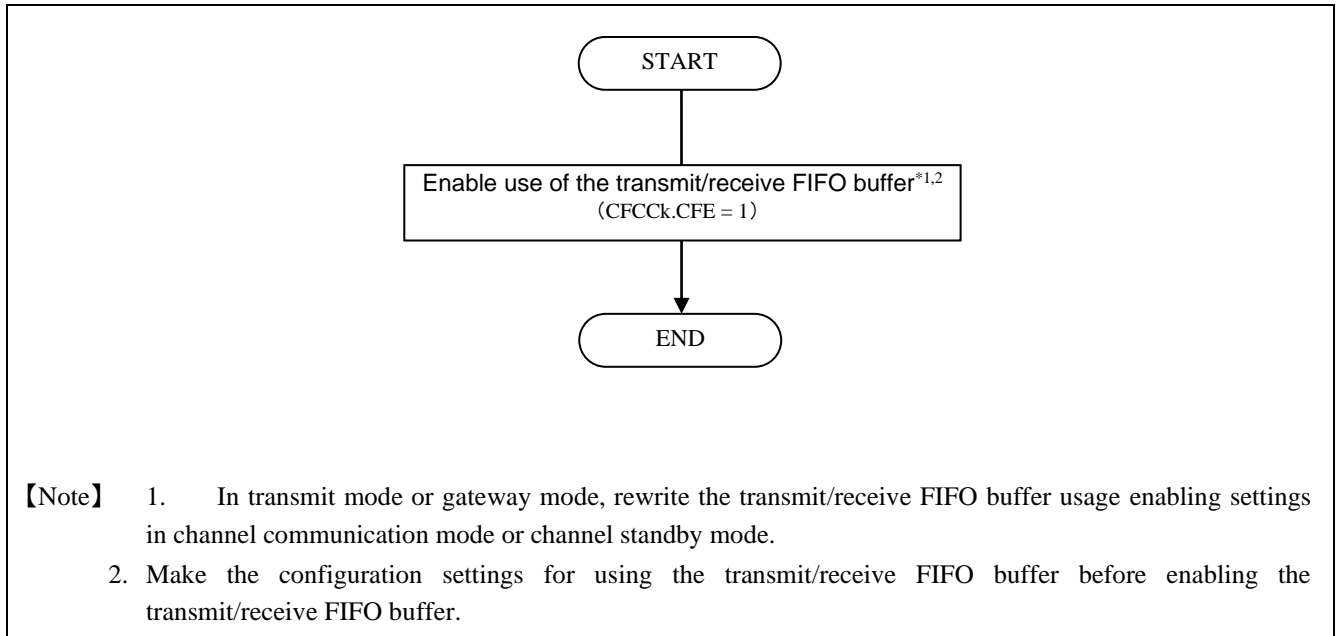 START
Enable use of the transmit/receive FIFO buffer*1,2
（CFCCk.CFE = 1）
END
【Note】 1. In transmit mode or gateway mode, rewrite the transmit/receive FIFO buffer usage enabling settings
in channel communication mode or channel standby mode.
2. Make the configuration settings for using the transmit/receive FIFO buffer before enabling the
transmit/receive FIFO buffer.